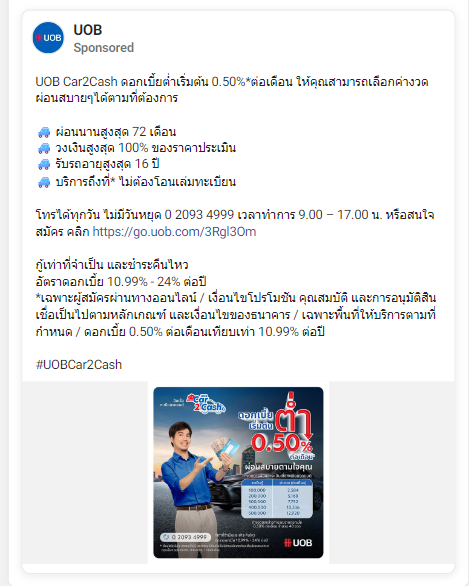 UOB
Sponsored
UOB Car2Cash ดอกเบี้ยต่ำเริ่มต้น 0.50%*ต่อเดือน ให้คุณสามารถเลือกค่างวด
ผ่อนสบายๆได้ตามที่ต้องการ
🚙 ผ่อนนานสูงสุด 72 เดือน
🚙 วงเงินสูงสุด 100% ของราคาประเมิน
🚙 รับรถอายุสูงสุด 16 ปี
🚙 บริการถึงที่* ไม่ต้องโอนเล่มทะเบียน
โทรได้ทุกวัน ไม่มีวันหยุด 0 2093 4999 เวลาทำการ 9.00 – 17.00 น. หรือสนใจ
สมัคร คลิก https://go.uob.com/3Rgl3Om
กู้เท่าที่จำเป็น และชำระคืนไหว
อัตราดอกเบี้ย 10.99% - 24% ต่อปี
*เฉพาะผู้สมัครผ่านทางออนไลน์ / เงื่อนไขโปรโมชัน คุณสมบัติ และการอนุมัติสิน
เชื่อเป็นไปตามหลักเกณฑ์ และเงื่อนไขของธนาคาร / เฉพาะพื้นที่ให้บริการตามที่
กำหนด / ดอกเบี้ย 0.50% ต่อเดือนเทียบเท่า 10.99% ต่อปี
#UOBCar2Cash
Car2Cash
ดอกเบี้ย
เริ่มต้น ต่ำ
0.50%
ต่อเดือน*
ผ่อนสบายตามใจคุณ
100,000 2,584
200,000 5,168
300,000 7,752
0 2093 4999
UOB